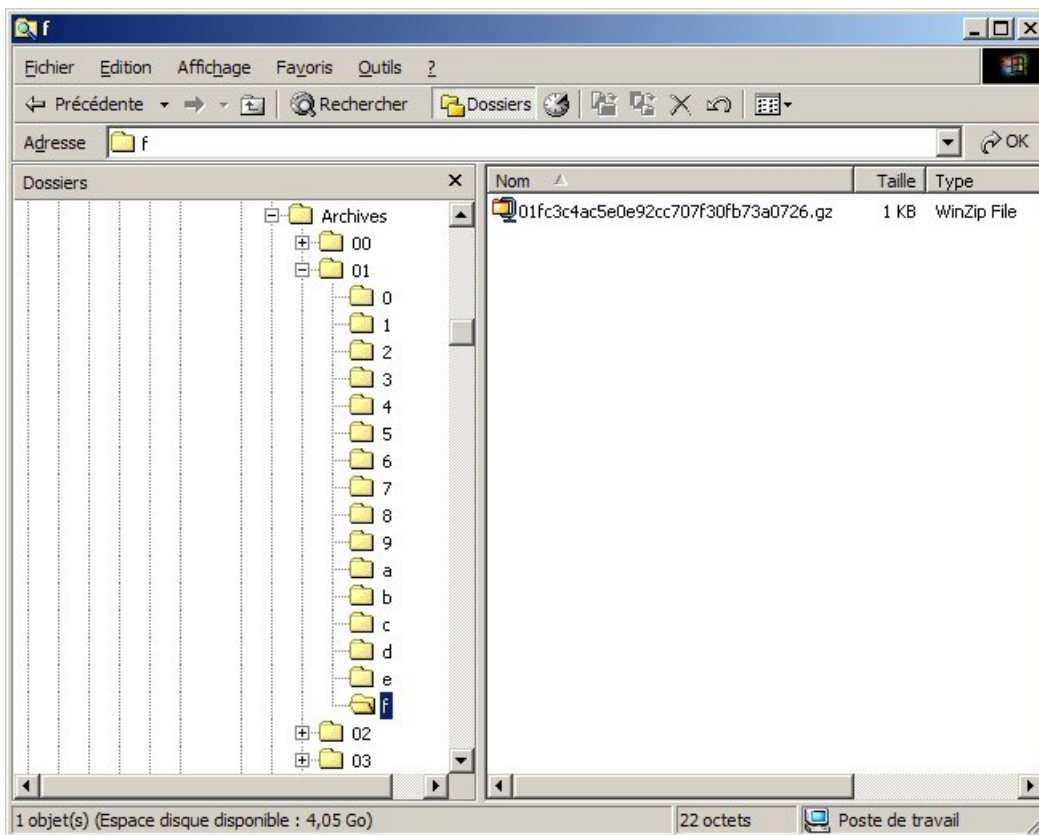 f
Fichier Edition Affichage Favoris Outils ?
Précédente Rechercher Dossiers
Adresse f OK
Dossiers
Archives
00
01
0
1
2
3
4
5
6
7
8
9
a
b
c
d
e
f
02
03
Nom Taille Type
01fc3c4ac5e0e92cc707f30fb73a0726.gz 1 KB WinZip File
1 objet(s) (Espace disque disponible : 4,05 Go) 22 octets Poste de travail